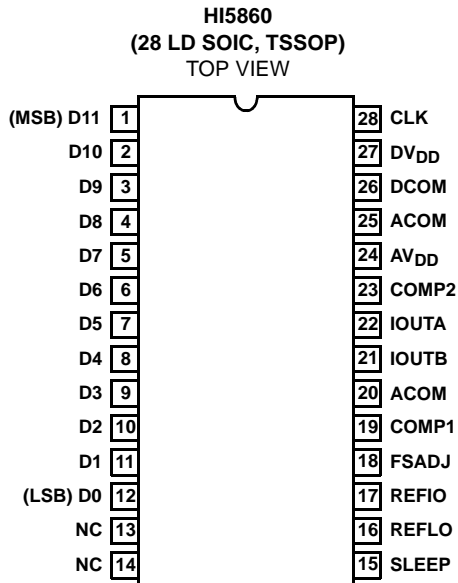 HI5860
(28 LD SOIC, TSSOP)
TOP VIEW
(MSB) D11 1 28 CLK
D10 2 27 DVDD
D9 3 26 DCOM
D8 4 25 ACOM
D7 5 24 AVDD
D6 6 23 COMP2
D5 7 22 IOUTA
D4 8 21 IOUTB
D3 9 20 ACOM
D2 10 19 COMP1
D1 11 18 FSADJ
(LSB) D0 12 17 REFIO
NC 13 16 REFLO
NC 14 15 SLEEP